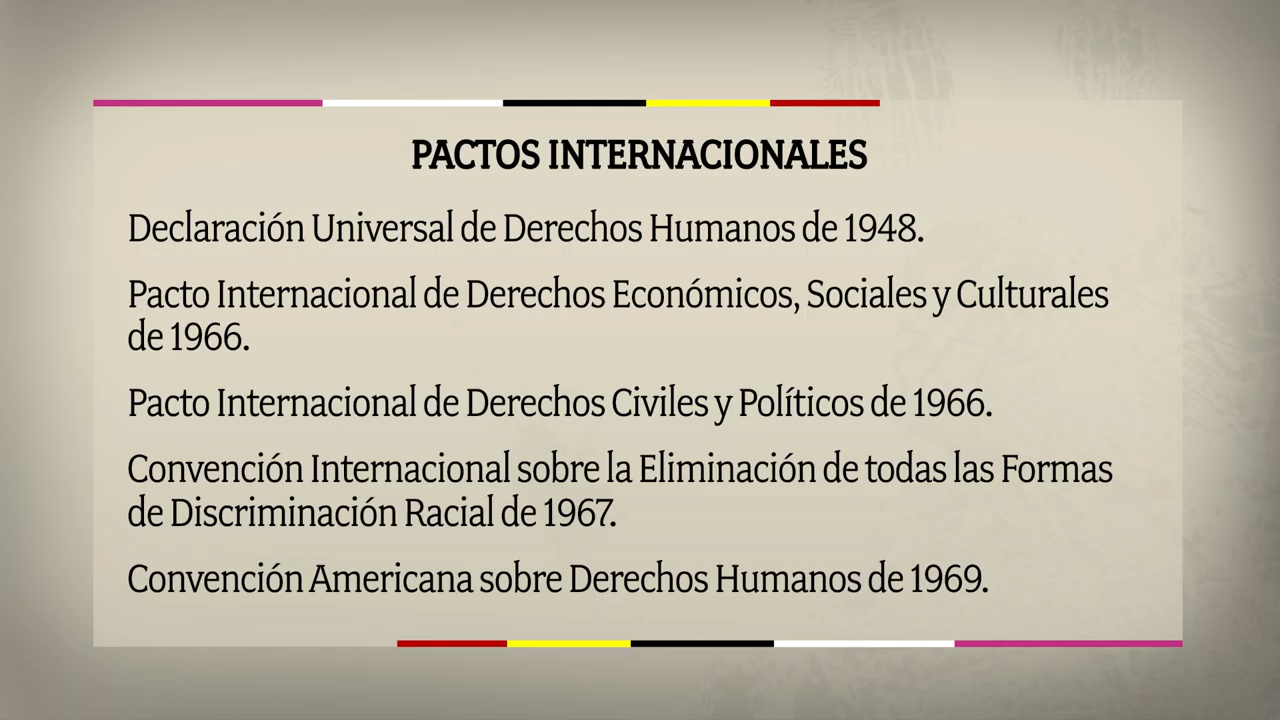 PACTOS INTERNACIONALES
Declaración Universal de Derechos Humanos de 1948.
Pacto Internacional de Derechos Económicos, Sociales y Culturales
de 1966.
Pacto Internacional de Derechos Civiles y Políticos de 1966.
Convención Internacional sobre la Eliminación de todas las Formas
de Discriminación Racial de 1967.
Convención Americana sobre Derechos Humanos de 1969.